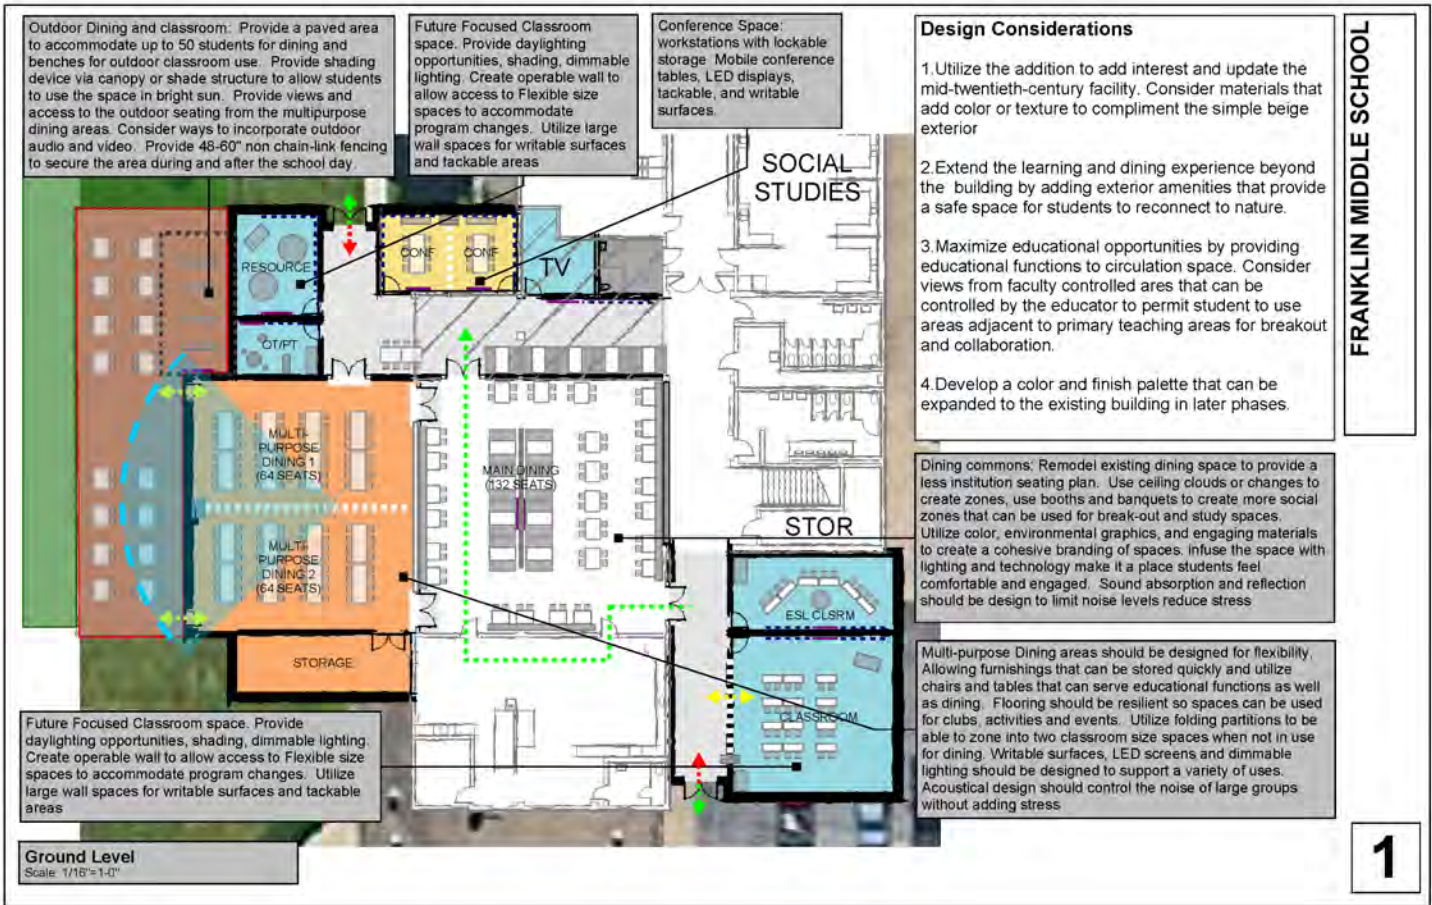 Outdoor Dining and classroom: Provide a paved area
to accommodate up to 50 students for dining and
benches for outdoor classroom use. Provide shading
device via canopy or shade structure to allow students
to use the space in bright sun. Provide views and
access to the outdoor seating from the multipurpose
dining areas. Consider ways to incorporate outdoor
audio and video. Provide 48-60" non chain-link fencing
to secure the area during and after the school day.
Future Focused Classroom
space. Provide daylighting
opportunities, shading, dimmable
lighting. Create operable wall to
allow access to Flexible size
spaces to accommodate
program changes. Utilize large
wall spaces for writable surfaces
and tackable areas
Conference Space:
workstations with lockable
storage Mobile conference
tables, LED displays,
tackable, and writable
surfaces.
Design Considerations
1.Utilize the addition to add interest and update the
mid-twentieth-century facility. Consider materials that
add color or texture to compliment the simple beige
exterior
2.Extend the learning and dining experience beyond
the building by adding exterior amenities that provide
a safe space for students to reconnect to nature.
3.Maximize educational opportunities by providing
educational functions to circulation space. Consider
views from faculty controlled ares that can be
controlled by the educator to permit student to use
areas adjacent to primary teaching areas for breakout
and collaboration.
4.Develop a color and finish palette that can be
expanded to the existing building in later phases.
FRANKLIN MIDDLE SCHOOL
SOCIAL
STUDIES
RESOURCE
CONF
CONF
TV
OT/PT
MULTI-
PURPOSE
DINING 1
(64 SEATS)
MAIN DINING
(132 SEATS)
MULTI-
PURPOSE
DINING 2
(64 SEATS)
STOR
ESL CLSRM
STORAGE
CLASSROOM
Dining commons: Remodel existing dining space to provide a
less institution seating plan. Use ceiling clouds or changes to
create zones, use booths and banquets to create more social
zones that can be used for break-out and study spaces.
Utilize color, environmental graphics, and engaging materials
to create a cohesive branding of spaces. infuse the space with
lighting and technology make it a place students feel
comfortable and engaged. Sound absorption and reflection
should be design to limit noise levels reduce stress
Multi-purpose Dining areas should be designed for flexibility.
Allowing furnishings that can be stored quickly and utilize
chairs and tables that can serve educational functions as well
as dining. Flooring should be resilient so spaces can be used
for clubs, activities and events. Utilize folding partitions to be
able to zone into two classroom size spaces when not in use
for dining. Writable surfaces, LED screens and dimmable
lighting should be designed to support a variety of uses.
Acoustical design should control the noise of large groups
without adding stress
Future Focused Classroom space. Provide
daylighting opportunities, shading, dimmable lighting.
Create operable wall to allow access to Flexible size
spaces to accommodate program changes. Utilize
large wall spaces for writable surfaces and tackable
areas
Ground Level
Scale: 1/16"=1-0"
1